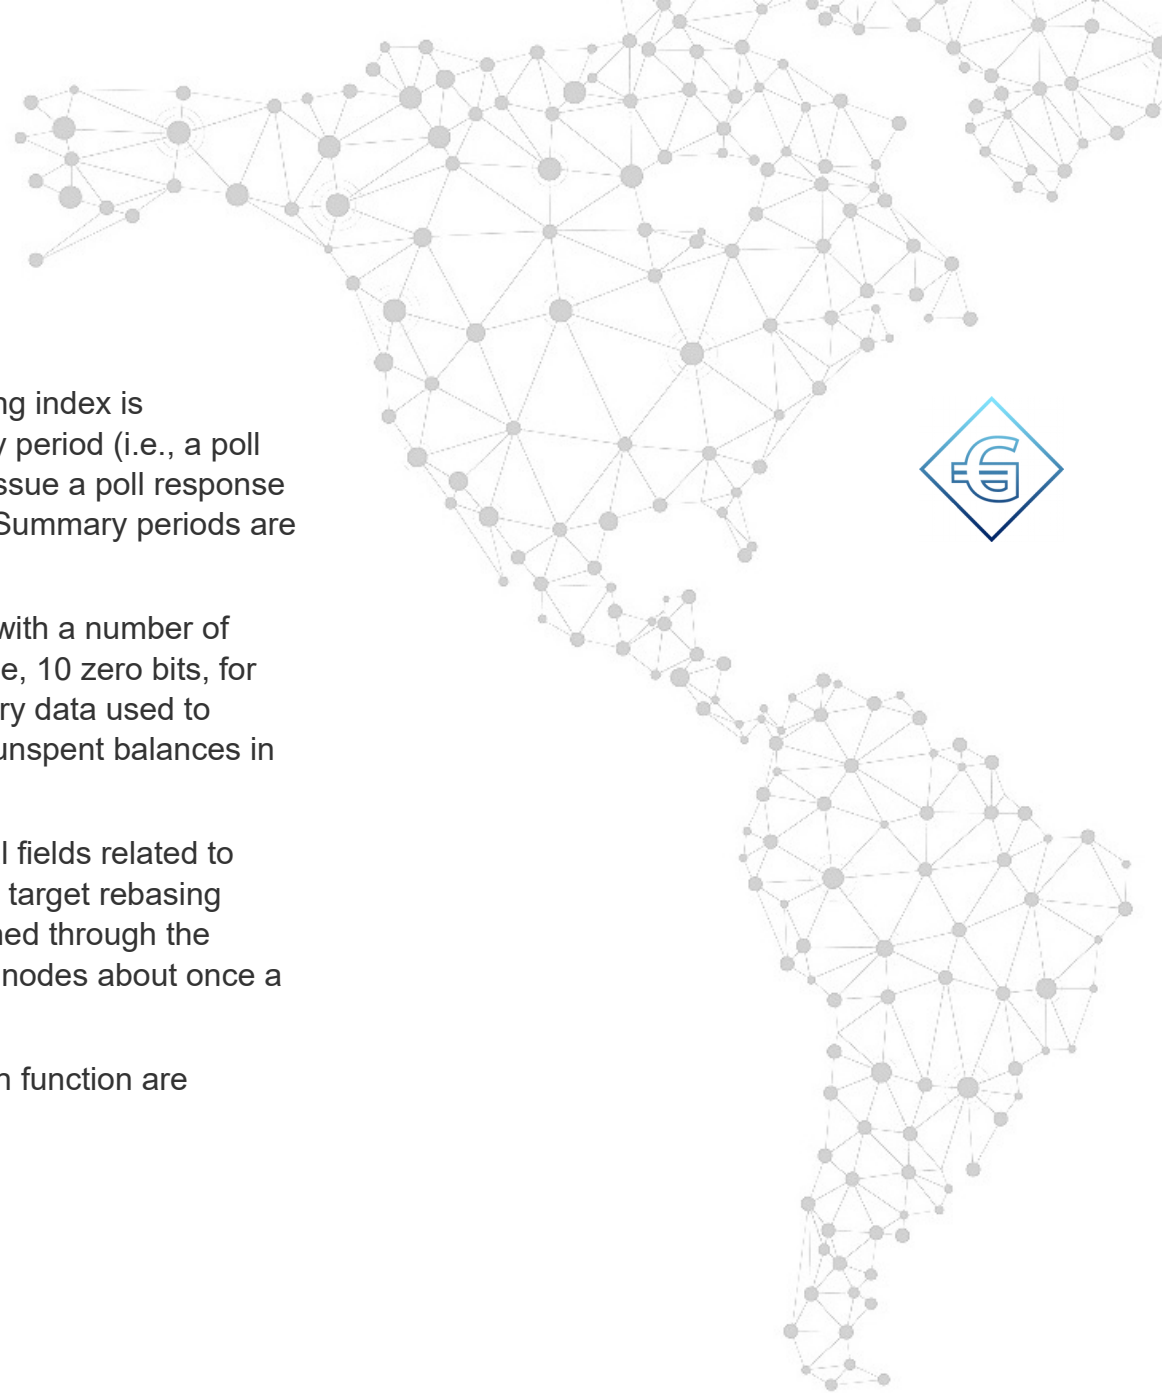 ng index is
y period (i.e., a poll
ssue a poll response
Summary periods are
with a number of
e, 10 zero bits, for
ry data used to
unspent balances in
l fields related to
target rebasing
ned through the
nodes about once a
n function are